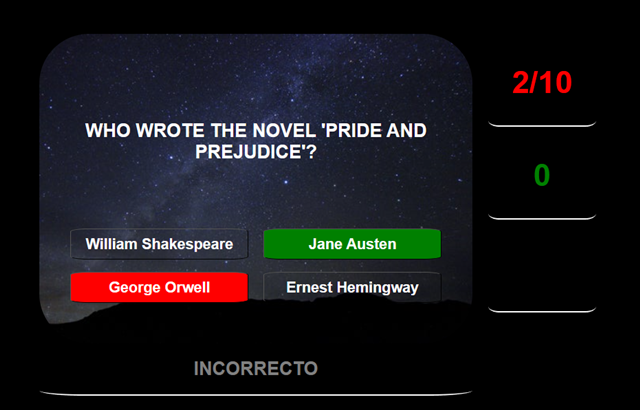 WHO WROTE THE NOVEL 'PRIDE AND
PREJUDICE'?
William Shakespeare
Jane Austen
George Orwell
Ernest Hemingway
INCORRECTO
2/10
0